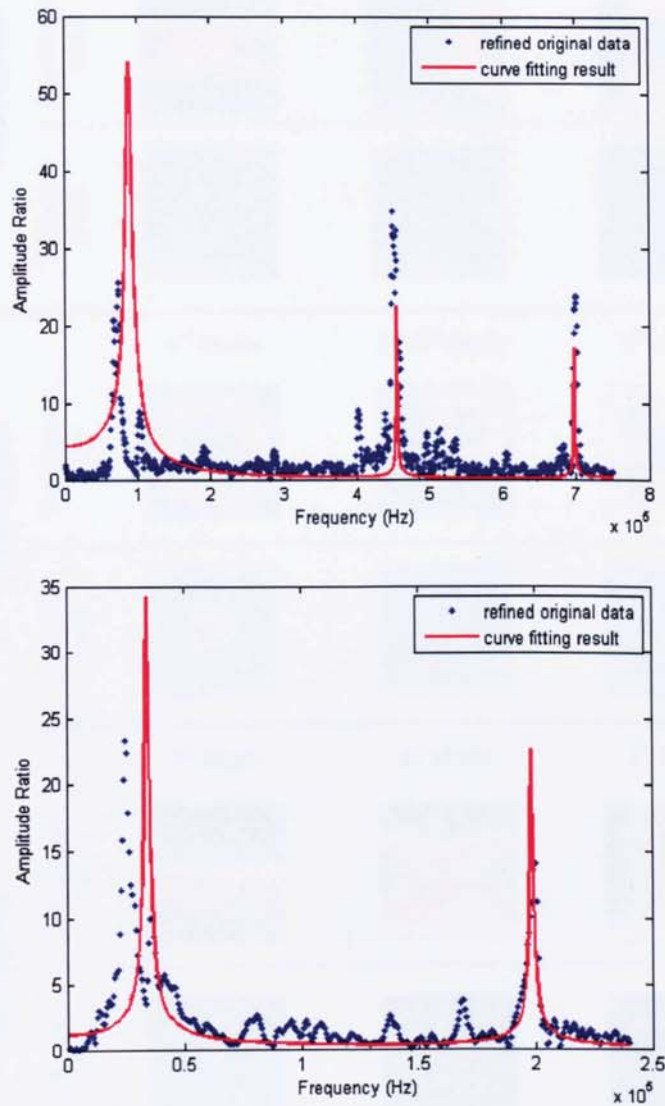 60
50
40
30
20
10
0
Amplitude Ratio
refined original data
curve fitting result
0 1 2 3 4 5 6 7 8
Frequency (Hz)
x 10^6
35
30
25
20
15
10
5
0
Amplitude Ratio
refined original data
curve fitting result
0 0.5 1 1.5 2 2.5
Frequency (Hz)
x 10^6